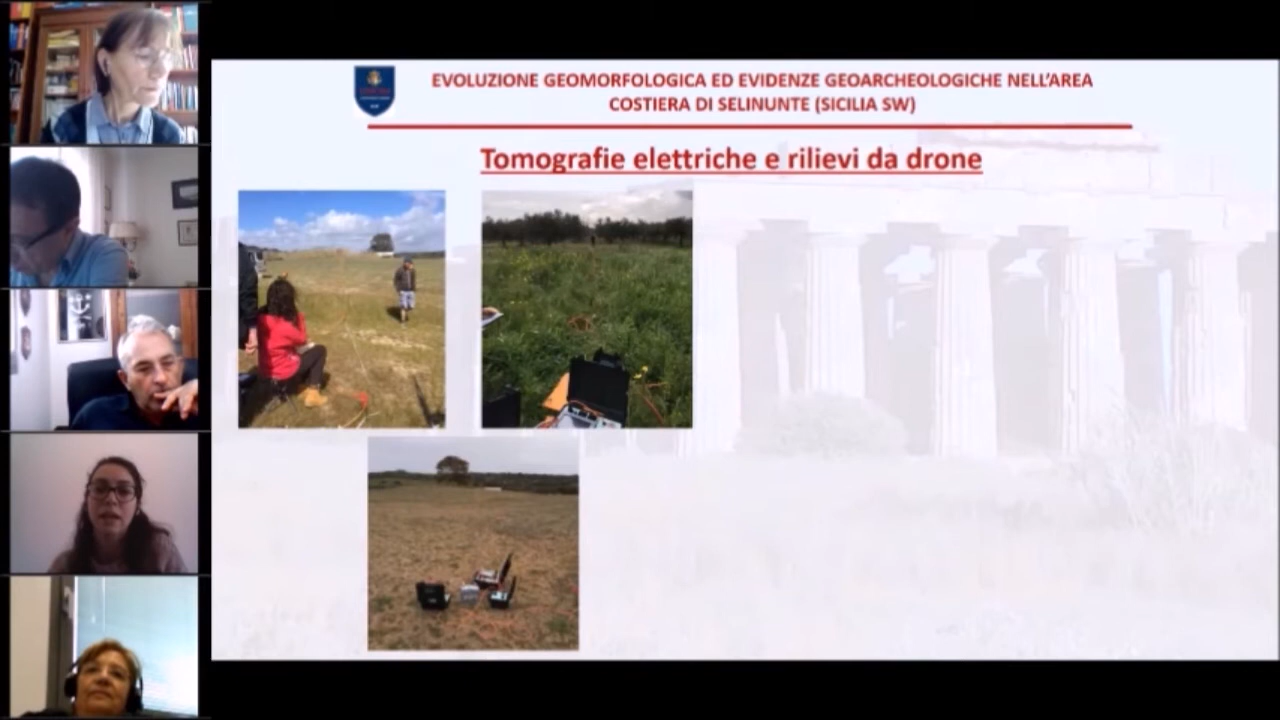 EVOLUZIONE GEOMORFOLOGICA ED EVIDENZE GEOARCHEOLOGICHE NELL'AREA
COSTIERA DI SELINUNTE (SICILIA SW)
Tomografie elettriche e rilievi da drone